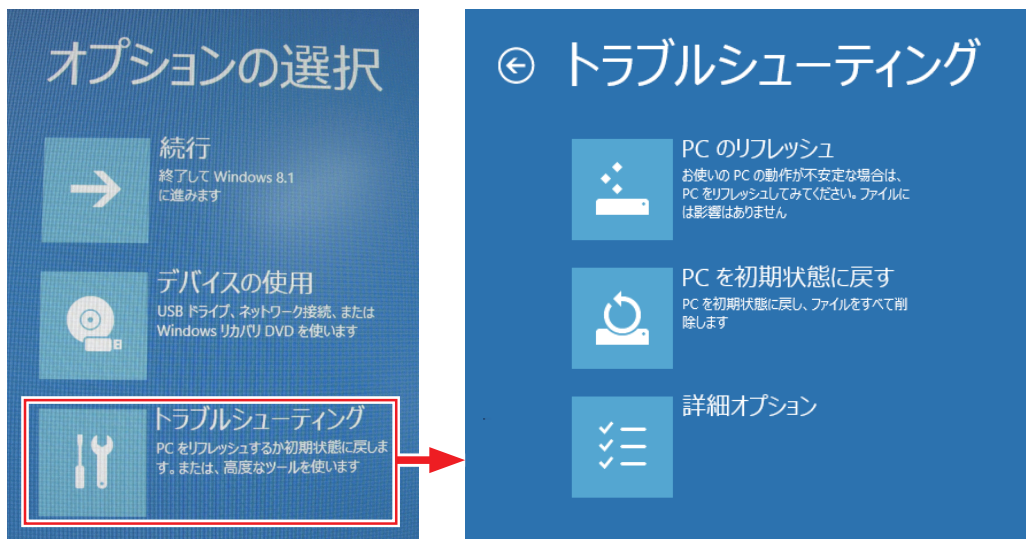 オプションの選択
続行
終了して Windows 8.1
に進みます
デバイスの使用
USB ドライブ、ネットワーク接続、または
Windows リカバリ DVD を使います
トラブルシューティング
PC をリフレッシュするか初期状態に戻しま
す。または、高度なツールを使います
トラブルシューティング
PC のリフレッシュ
お使いの PC の動作が不安定な場合は、
PC をリフレッシュしてみてください。ファイルに
は影響はありません
PC を初期状態に戻す
PC を初期状態に戻し、ファイルをすべて削
除します
詳細オプション